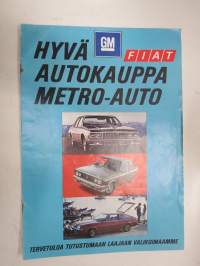 GM
FIAT
HYVÄ
AUTOKAUPPA
METRO-AUTO
TERVETULOA TUTUSTUMAAN LAAJAAN VALIKOIMAAMME